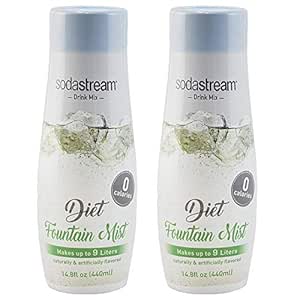 sodastream®
Drink Mix
0
calories
Diet
Fountain Mist
Makes up to 9 Liters
naturally & artificially flavored
14.8fl. oz (440ml)
sodastream®
Drink Mix
0
calories
Diet
Fountain Mist
Makes up to 9 Liters
naturally & artificially flavored
14.8fl. oz (440ml)